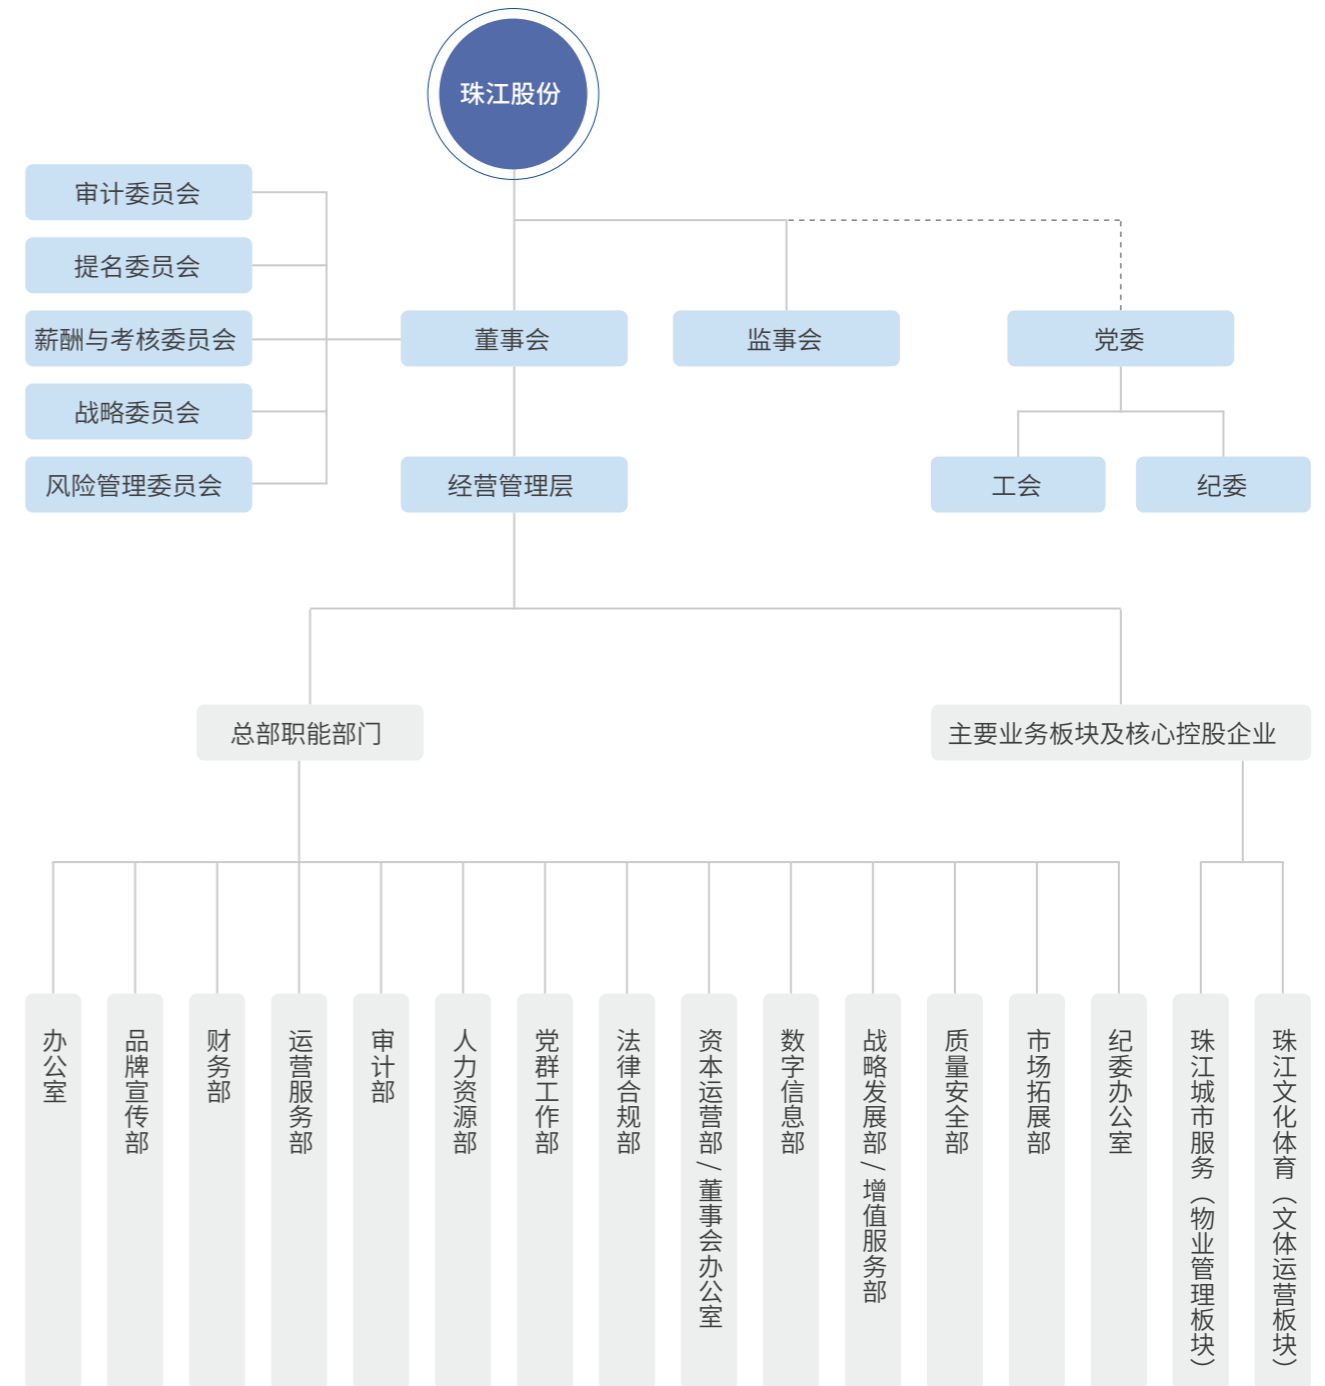 珠江股份
审计委员会
提名委员会
薪酬与考核委员会
战略委员会
风险管理委员会
董事会
监事会
党委
经营管理层
工会
纪委
总部职能部门
主要业务板块及核心控股企业
办公室
品牌宣传部
财务部
运营服务部
审计部
人力资源部
党群工作部
法律合规部
资本运营部/董事会办公室
数字信息部
战略发展部/增值服务部
质量安全部
市场拓展部
纪委办公室
珠江城市服务（物业管理板块）
珠江文化体育（文体运营板块）